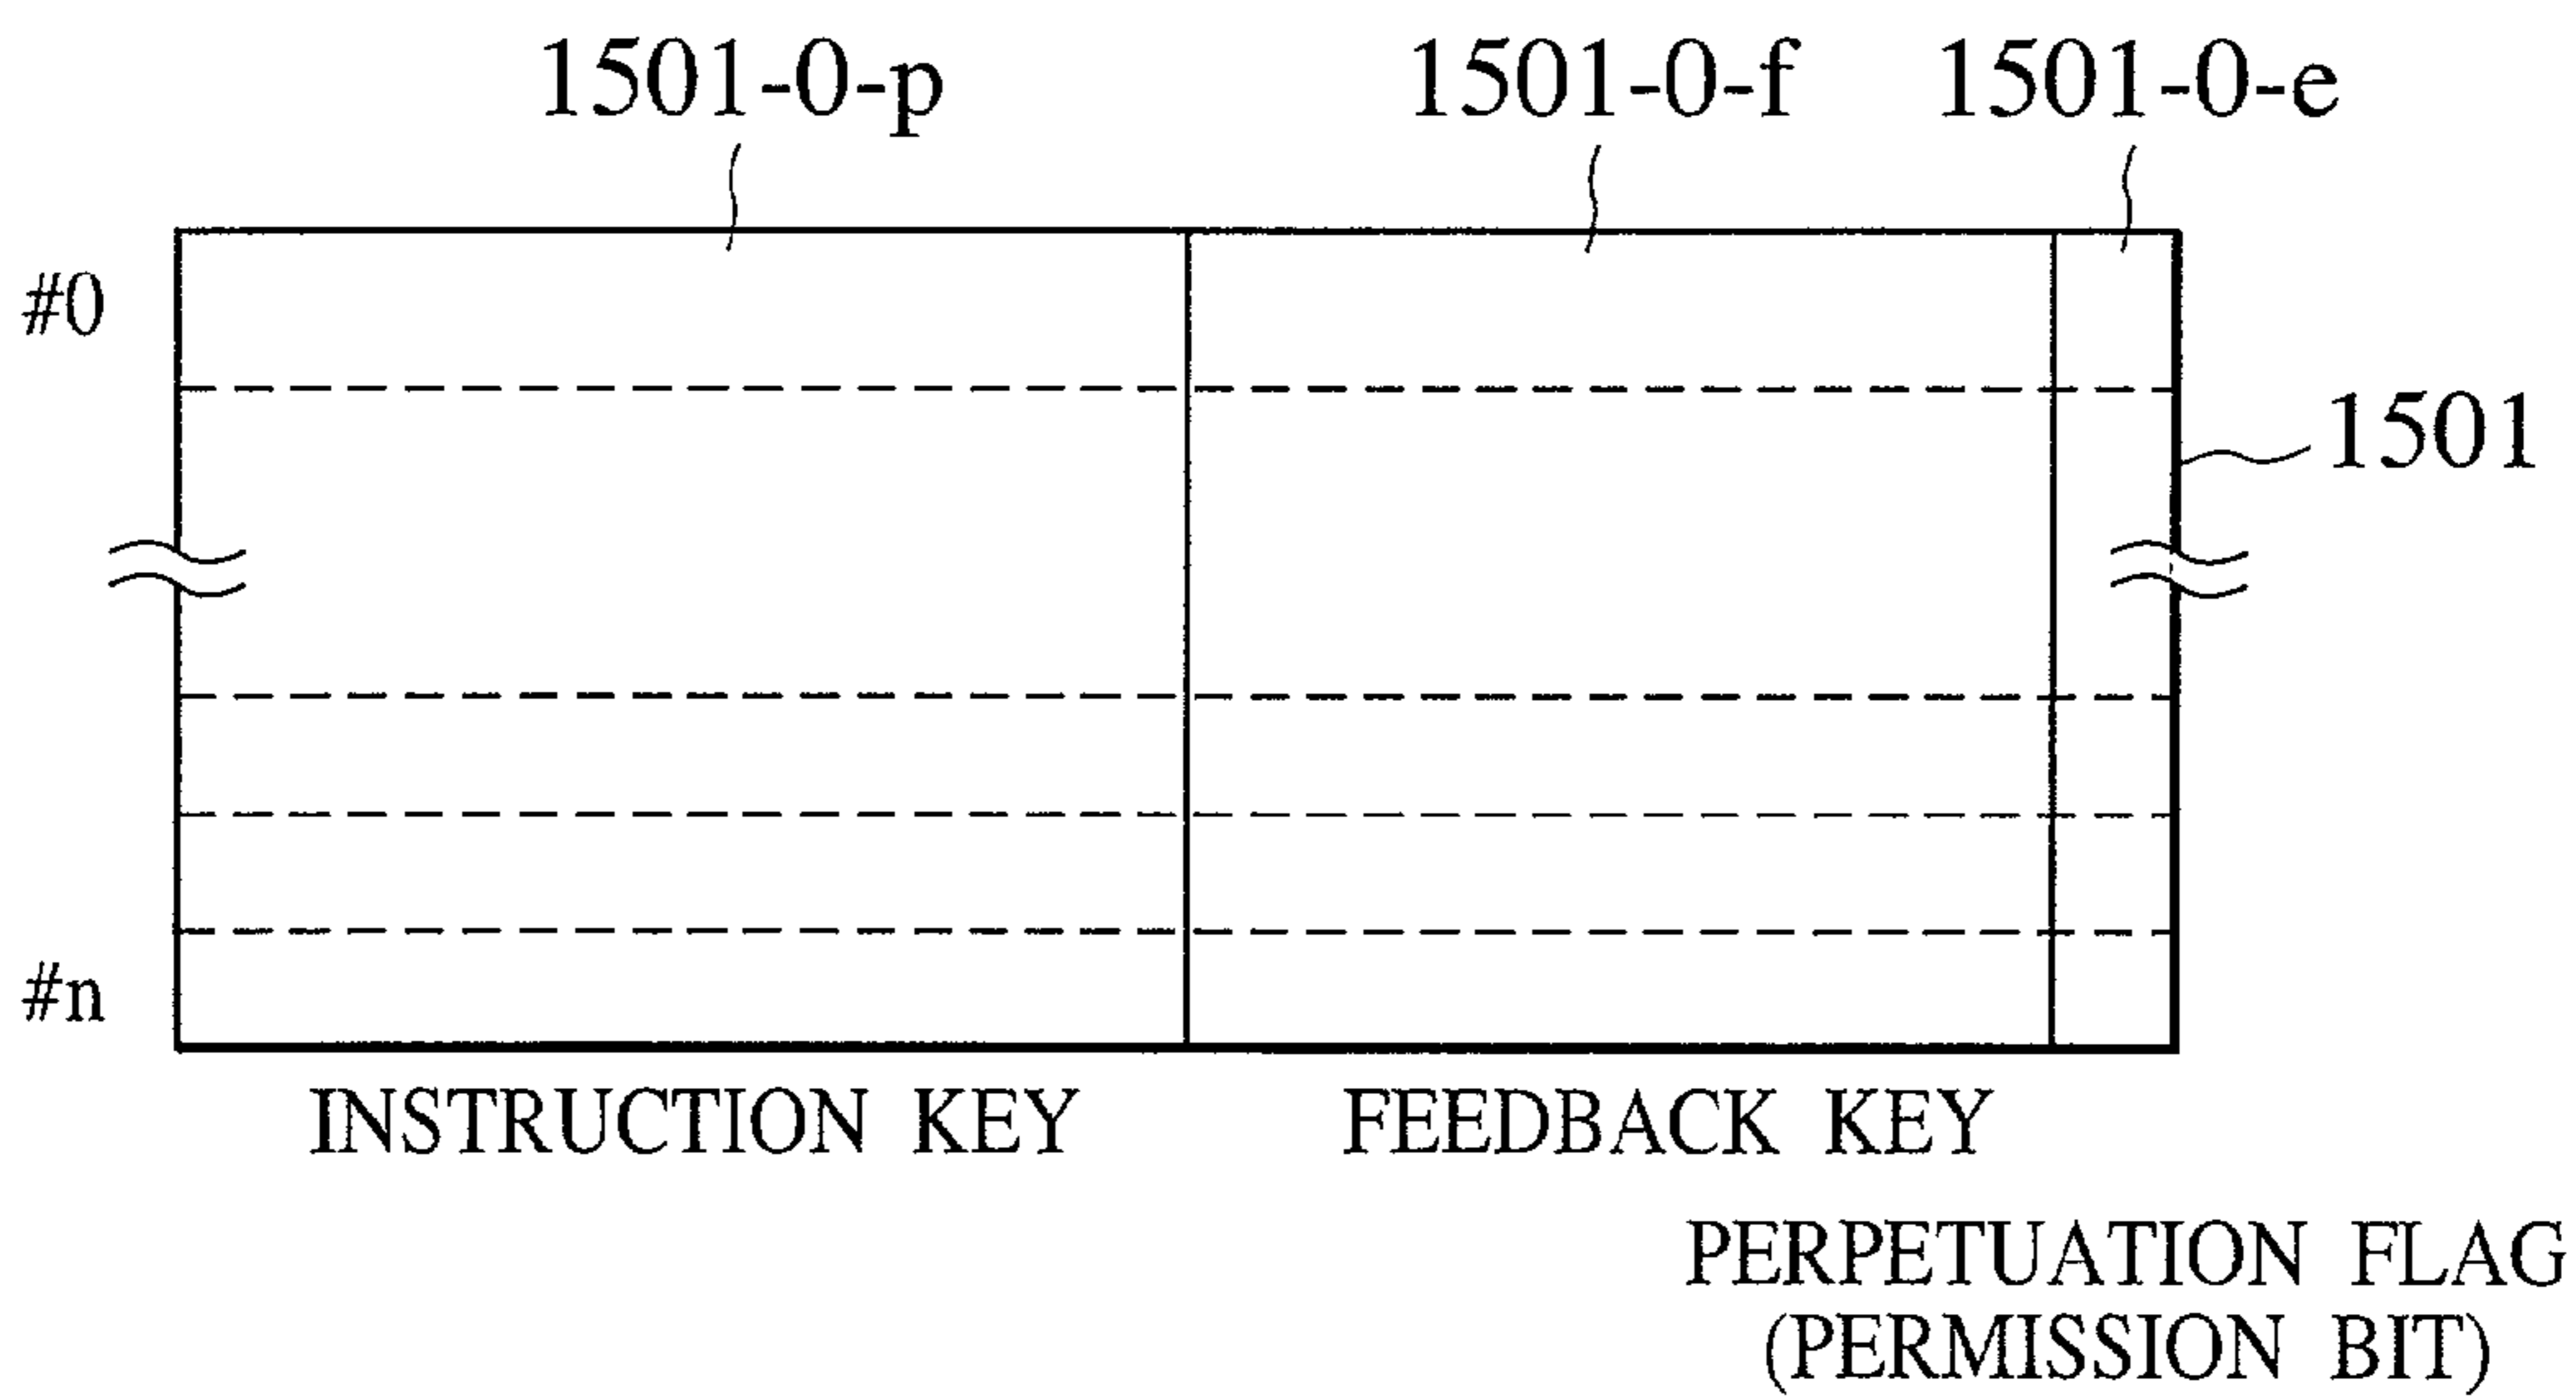 1501-0-p 1501-0-f 1501-0-e
#0
1501
#n
INSTRUCTION KEY FEEDBACK KEY
PERPETUATION FLAG
(PERMISSION BIT)